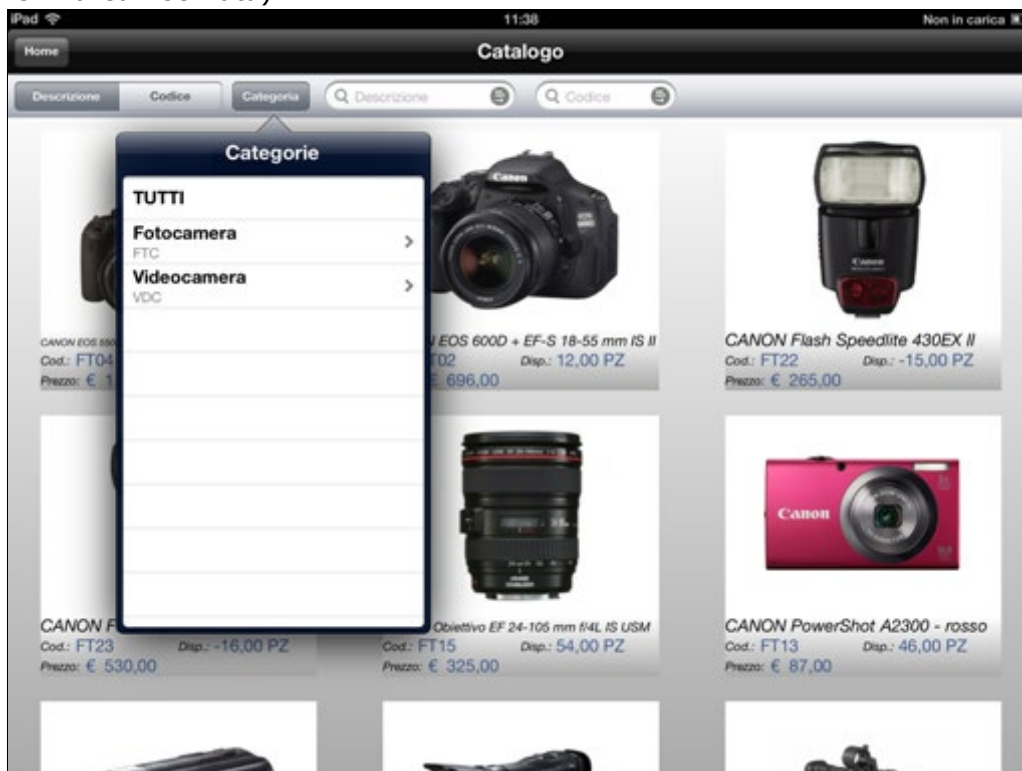 iPad 11:38 Non in carica
Home Catalogo
Descrizione Codice Categoria Descrizione Codice
Categorie
TUTTI
Fotocamera
FTC
Videocamera
VDC
CANON EOS
Cod.: FT04
Prezzo: €
EOS 600D + EF-S 18-55 mm IS II
Disp.: 12,00 PZ
€ 696,00
CANON Flash Speedlite 430EX II
Cod.: FT22 Disp.: -15,00 PZ
Prezzo: € 265,00
CANON
Cod.: FT23 Disp.: -16,00 PZ
Prezzo: € 530,00
Obiettivo EF 24-105 mm f/4L IS USM
Cod.: FT15 Disp.: 54,00 PZ
Prezzo: € 325,00
CANON PowerShot A2300 - rosso
Cod.: FT13 Disp.: 46,00 PZ
Prezzo: € 87,00
Canon
Canon
Canon